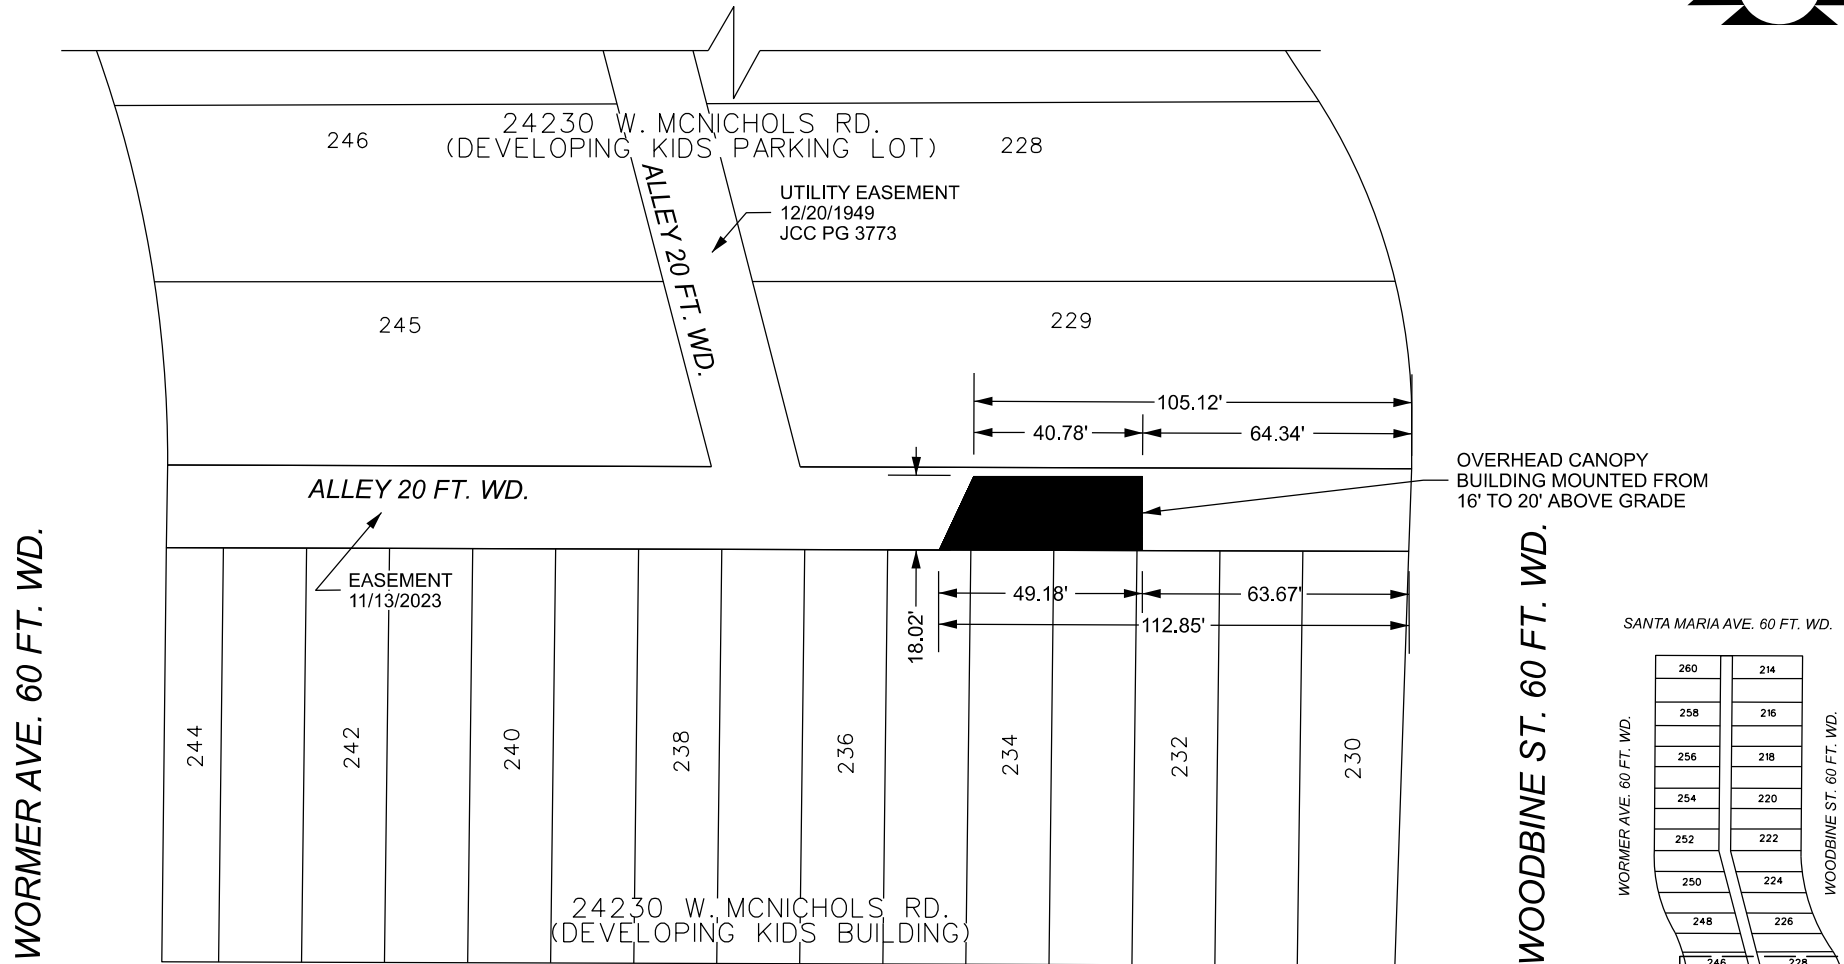 246
24230 W. MCNICHOLS RD.
(DEVELOPING KIDS PARKING LOT)
228
ALLEY 20 FT. WD.
UTILITY EASEMENT
12/20/1949
JCC PG 3773
245
229
105.12'
40.78'
64.34'
OVERHEAD CANOPY
BUILDING MOUNTED FROM
16' TO 20' ABOVE GRADE
ALLEY 20 FT. WD.
EASEMENT
11/13/2023
49.18'
63.67'
112.85'
18.02'
WORMER AVE. 60 FT. WD.
WOODBINE ST. 60 FT. WD.
244
242
240
238
236
234
232
230
24230 W. MCNICHOLS RD.
(DEVELOPING KIDS BUILDING)
SANTA MARIA AVE. 60 FT. WD.
WORMER AVE. 60 FT. WD.
WOODBINE ST. 60 FT. WD.
260 214
258 216
256 218
254 220
252 222
250 224
248 226
246 228